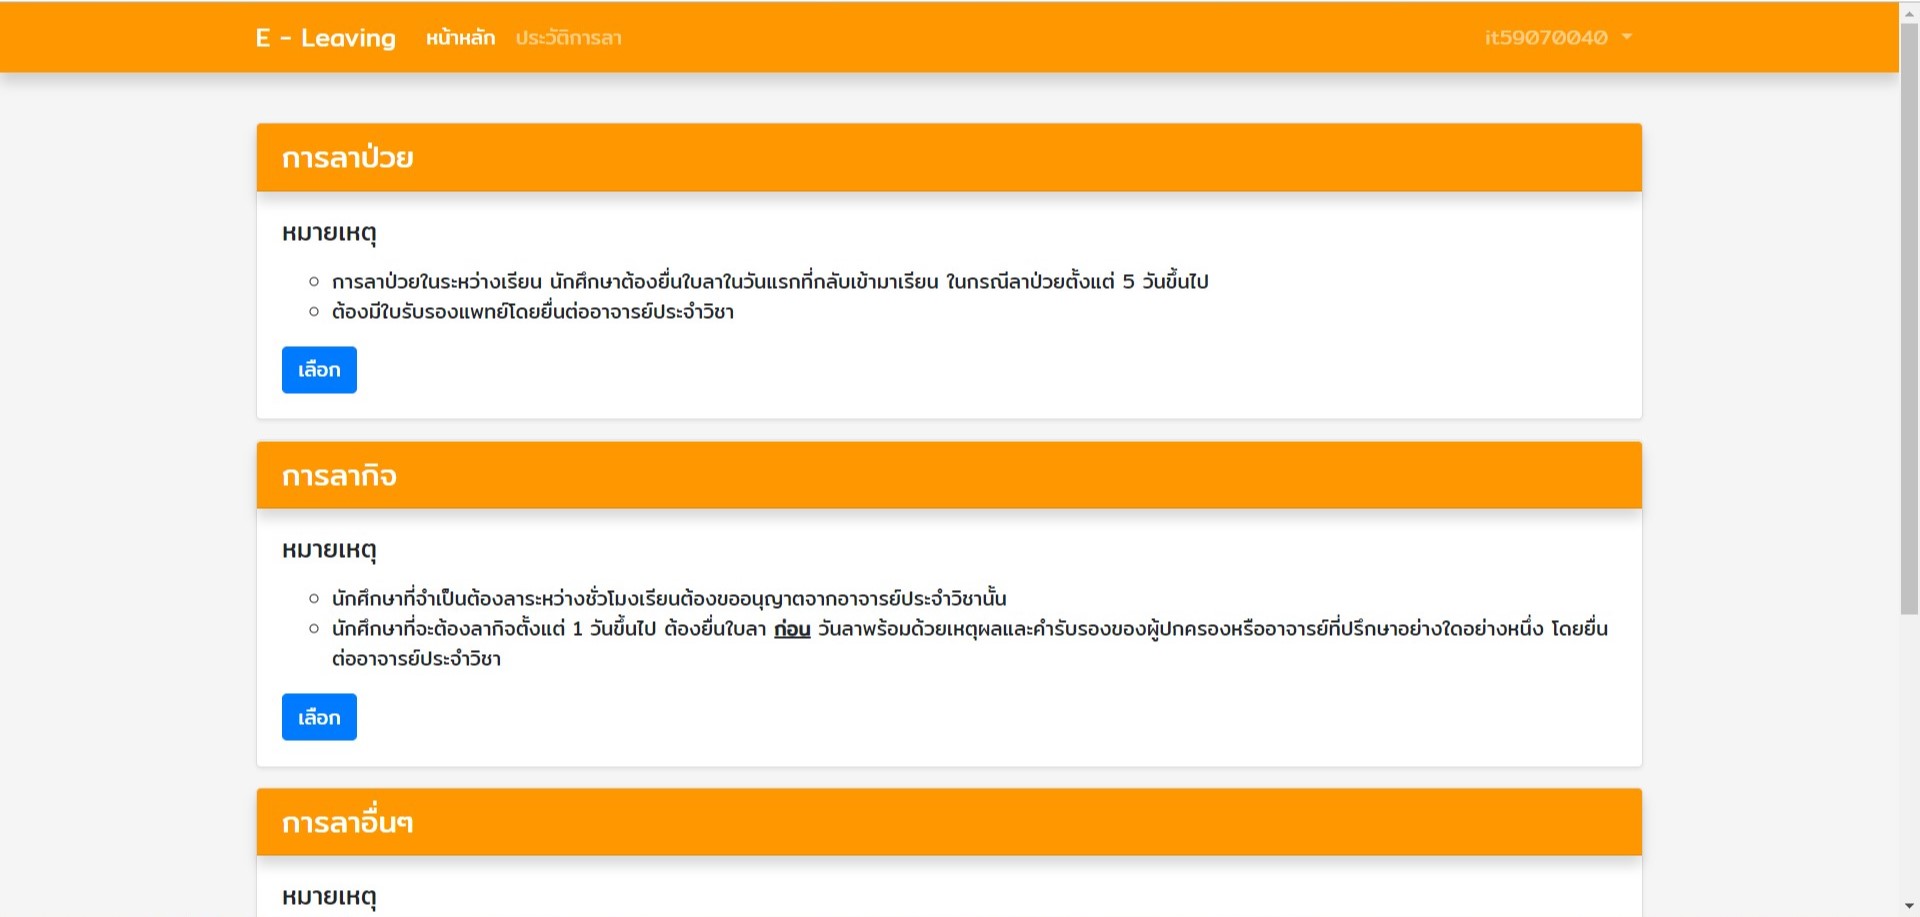 E - Leaving หน้าหลัก ประวัติการลา it59070040
การลาป่วย
หมายเหตุ
การลาป่วยในระหว่างเรียน นักศึกษาต้องยื่นใบลาในวันแรกที่กลับเข้ามาเรียน ในกรณีลาป่วยตั้งแต่ 5 วันขึ้นไป
ต้องมีใบรับรองแพทย์โดยยื่นต่ออาจารย์ประจำวิชา
เลือก
การลากิจ
หมายเหตุ
นักศึกษาที่จำเป็นต้องลาระหว่างชั่วโมงเรียนต้องขออนุญาตจากอาจารย์ประจำวิชานั้น
นักศึกษาที่จะต้องลากิจตั้งแต่ 1 วันขึ้นไป ต้องยื่นใบลา ก่อน วันลาพร้อมด้วยเหตุผลและคำรับรองของผู้ปกครองหรืออาจารย์ที่ปรึกษาอย่างใดอย่างหนึ่ง โดยยื่น
ต่ออาจารย์ประจำวิชา
เลือก
การลาอื่นๆ
หมายเหตุ